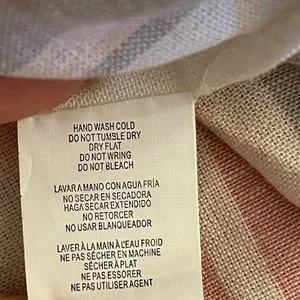 HAND WASH COLD
DO NOT TUMBLE DRY
DRY FLAT
DO NOT WRING
DO NOT BLEACH
LAVAR A MANO CON AGUA FRÍA
NO SECAR EN SECADORA
HAGA SECAR EXTENDIDO
NO RETORCER
NO USAR BLANQUEADOR
LAVER À LA MAIN À L'EAU FROID
NE PAS SÉCHER EN MACHINE
SÉCHER À PLAT
NE PAS ESSORER
NE PAS UTILISER AGENT